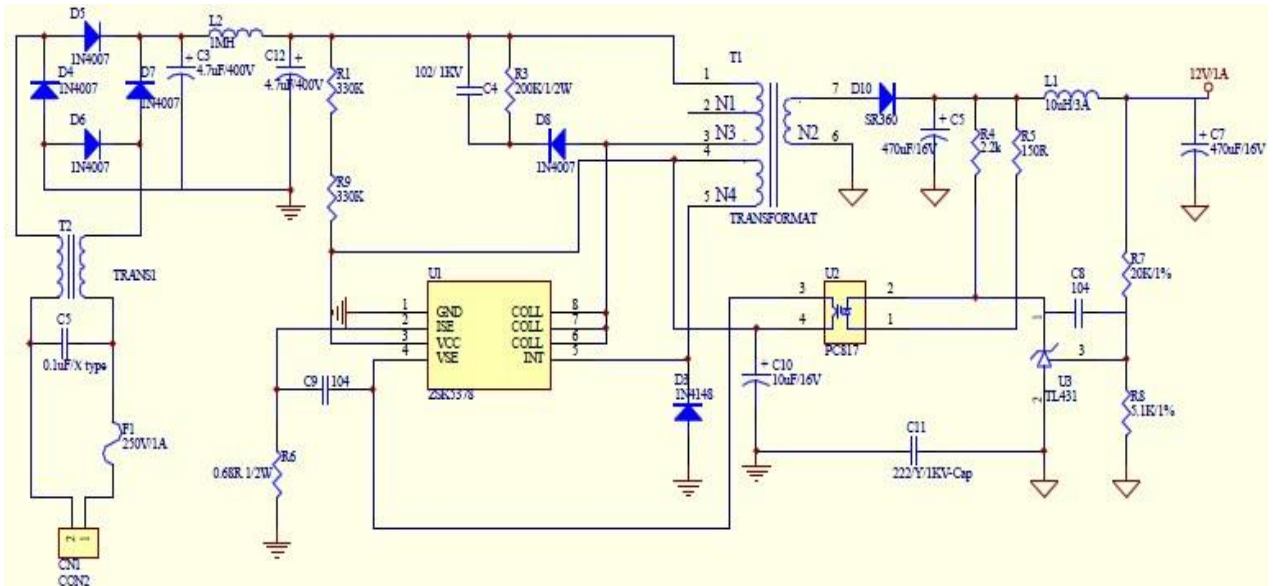 D5
1N4007
D4
1N4007
D7
1N4007
D6
1N4007
L2
1MH
C3
4.7uF/400V
C12
4.7uF/400V
R1
330K
R9
330K
102/ 1KV
C4
R3
200K/1/2W
D8
1N4007
T1
1
2
3
4
5
N1
N3
N4
N2
7
6
TRANSFORMAT
D10
SR360
C5
470uF/16V
R4
2.2k
R5
150R
L1
10uH/3A
12V/1A
C7
470uF/16V
T2
TRANS1
C5
0.1uF/X type
F1
250V/1A
2
1
CN1
CON2
U1
1
2
3
4
GND
ISE
VCC
VSE
COLL
COLL
COLL
INT
8
7
6
5
ZSK5378
C9
104
R6
0.68R 1/2W
D3
1N4148
U2
3
4
2
1
PC817
C10
10uF/16V
C11
222/Y/1KV-Cap
C8
104
R7
20K/1%
1
3
2
U3
TL431
R8
5.1K/1%